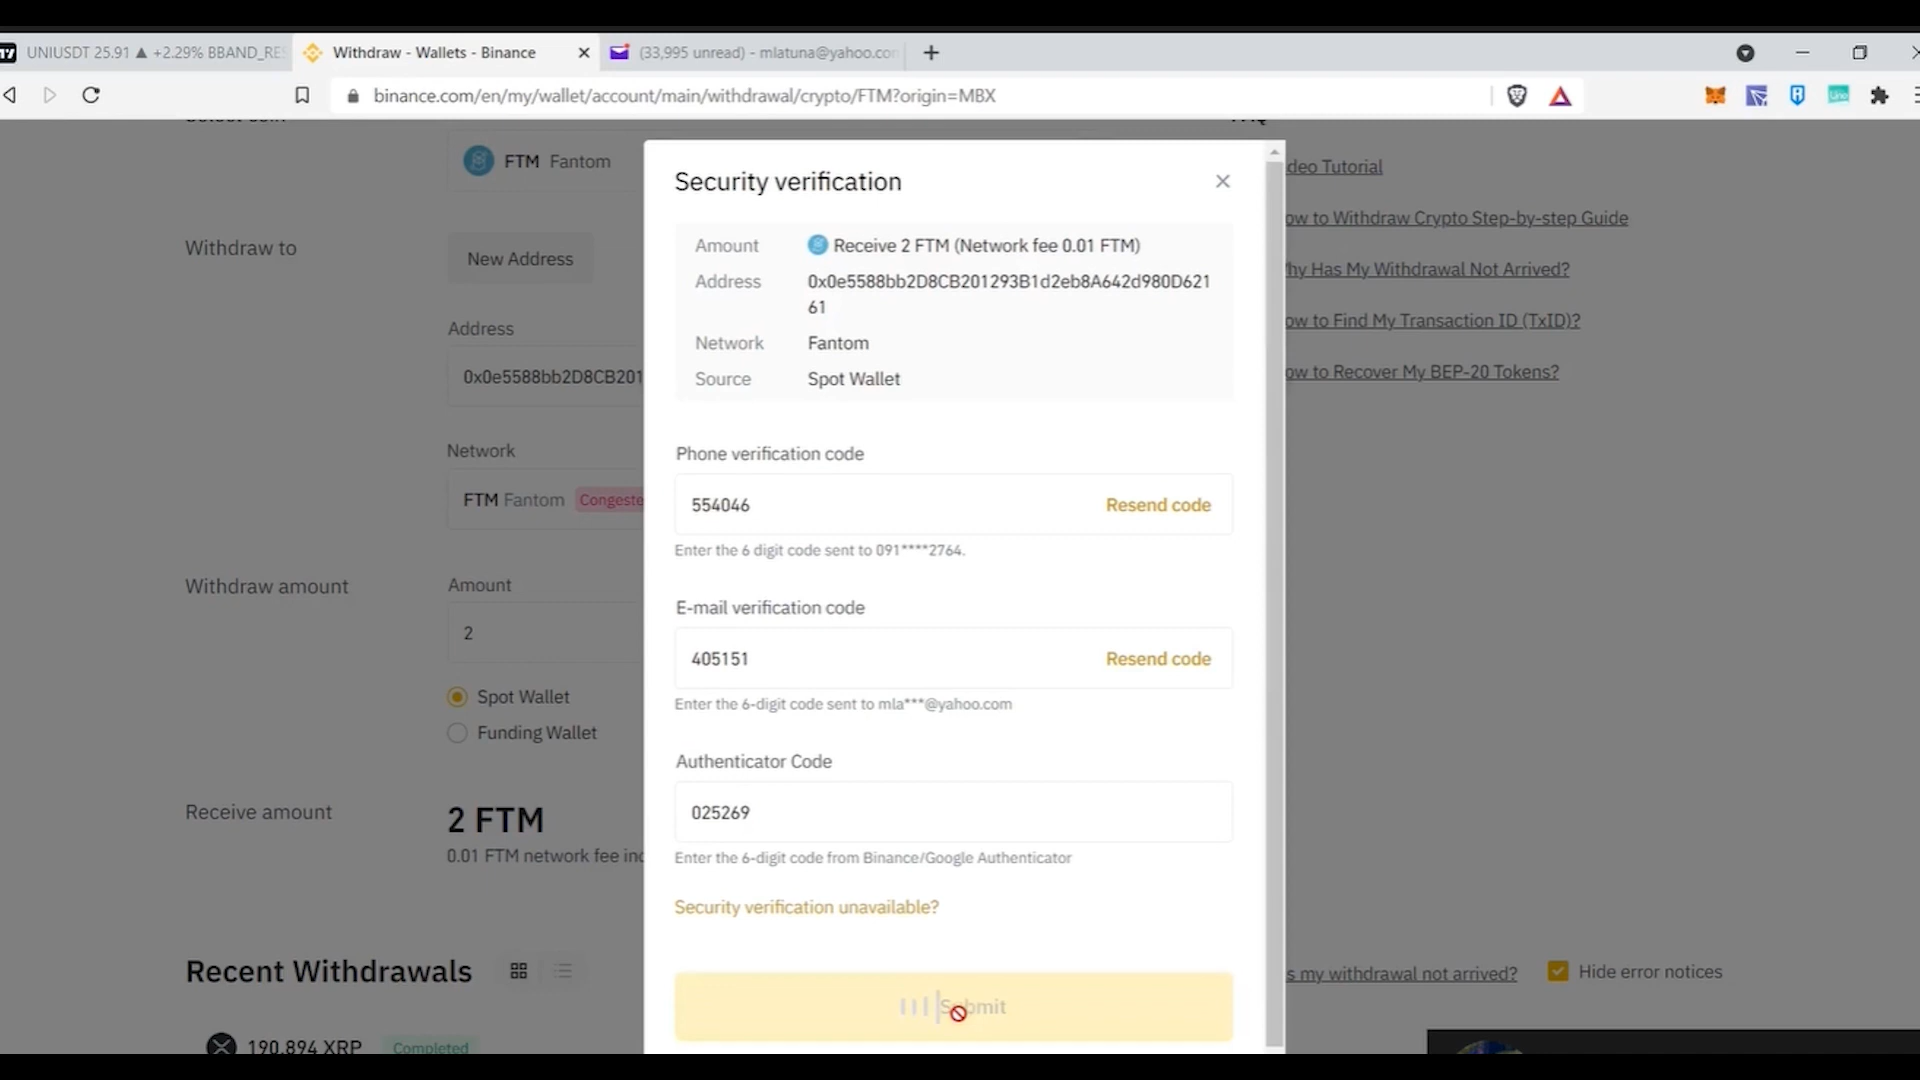 UNIUSDT 25.91 ▲ +2.29% BBAND_RES
Withdraw - Wallets - Binance
(33,995 unread) - mlatuna@yahoo.com
binance.com/en/my/wallet/account/main/withdrawal/crypto/FTM?origin=MBX
Select coin
FTM Fantom
Withdraw to
New Address
Address
0x0e5588bb2D8CB201
Network
FTM Fantom Congeste
Withdraw amount
Amount
2
Spot Wallet
Funding Wallet
Receive amount
2 FTM
0.01 FTM network fee inc
Recent Withdrawals
190.894 XRP Completed
Security verification
Amount Receive 2 FTM (Network fee 0.01 FTM)
Address 0x0e5588bb2D8CB201293B1d2eb8A642d980D621
61
Network Fantom
Source Spot Wallet
Phone verification code
554046 Resend code
Enter the 6 digit code sent to 091****2764.
E-mail verification code
405151 Resend code
Enter the 6-digit code sent to mla***@yahoo.com
Authenticator Code
025269
Enter the 6-digit code from Binance/Google Authenticator
Security verification unavailable?
Submit
FAQ
deo Tutorial
ow to Withdraw Crypto Step-by-step Guide
hy Has My Withdrawal Not Arrived?
ow to Find My Transaction ID (TxID)?
ow to Recover My BEP-20 Tokens?
s my withdrawal not arrived?
Hide error notices